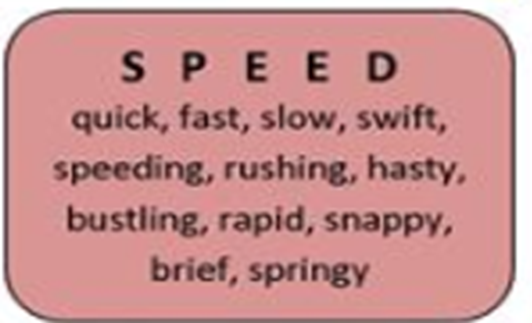 S P E E D
quick, fast, slow, swift,
speeding, rushing, hasty,
bustling, rapid, snappy,
brief, springy